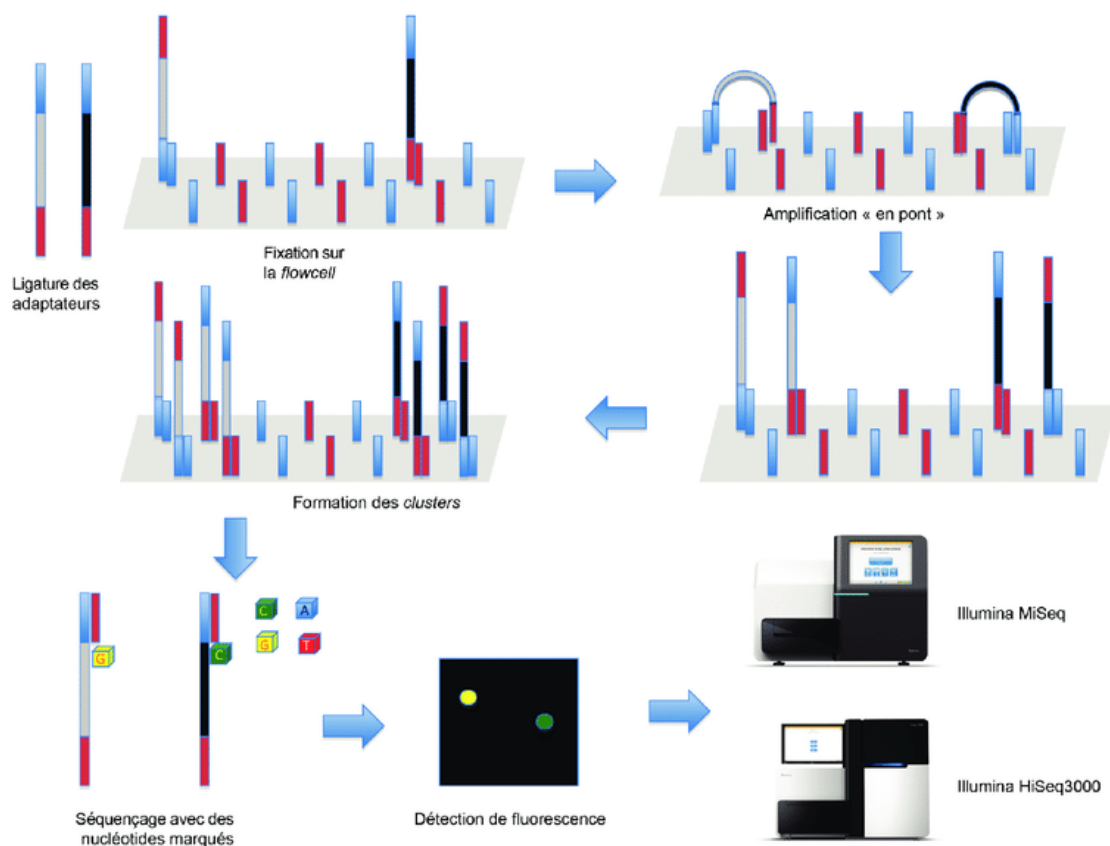 Ligature des
adaptateurs
Fixation sur
la flowcell
Amplification « en pont »
Formation des clusters
G
C
C
A
G
T
Séquençage avec des
nucléotides marqués
Détection de fluorescence
Illumina MiSeq
Illumina HiSeq3000